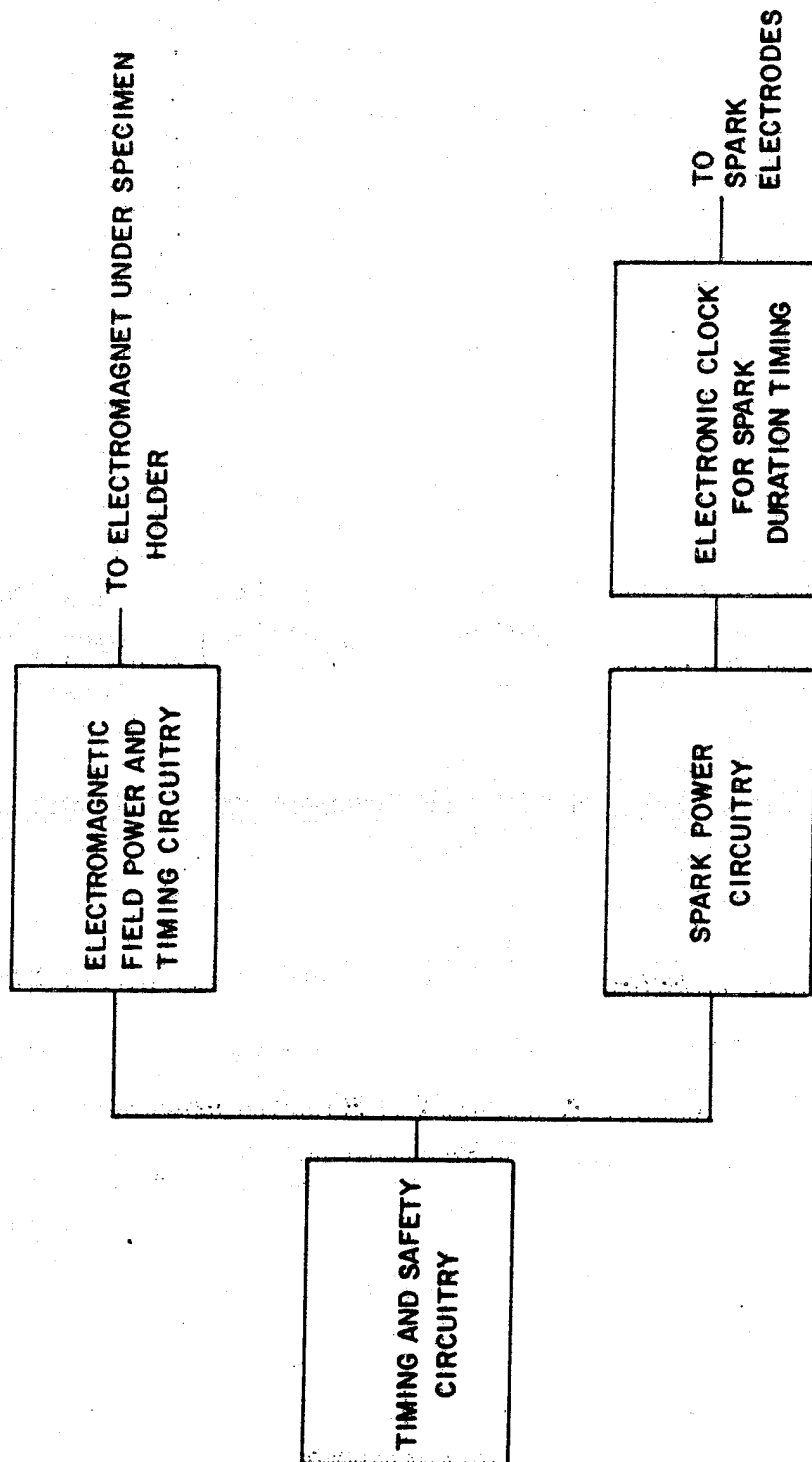 TIMING AND SAFETY
CIRCUITRY
ELECTROMAGNETIC
FIELD POWER AND
TIMING CIRCUITRY
TO ELECTROMAGNET UNDER SPECIMEN
HOLDER
SPARK POWER
CIRCUITRY
ELECTRONIC CLOCK
FOR SPARK
DURATION TIMING
TO
SPARK
ELECTRODES